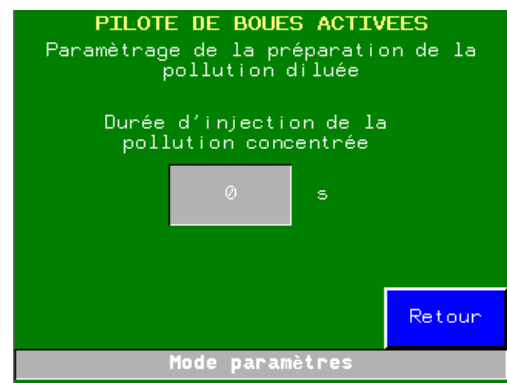 PILOTE DE BOUES ACTIVEES
Paramètrage de la préparation de la
pollution diluée
Durée d'injection de la
pollution concentrée
0 s
Retour
Mode paramètres